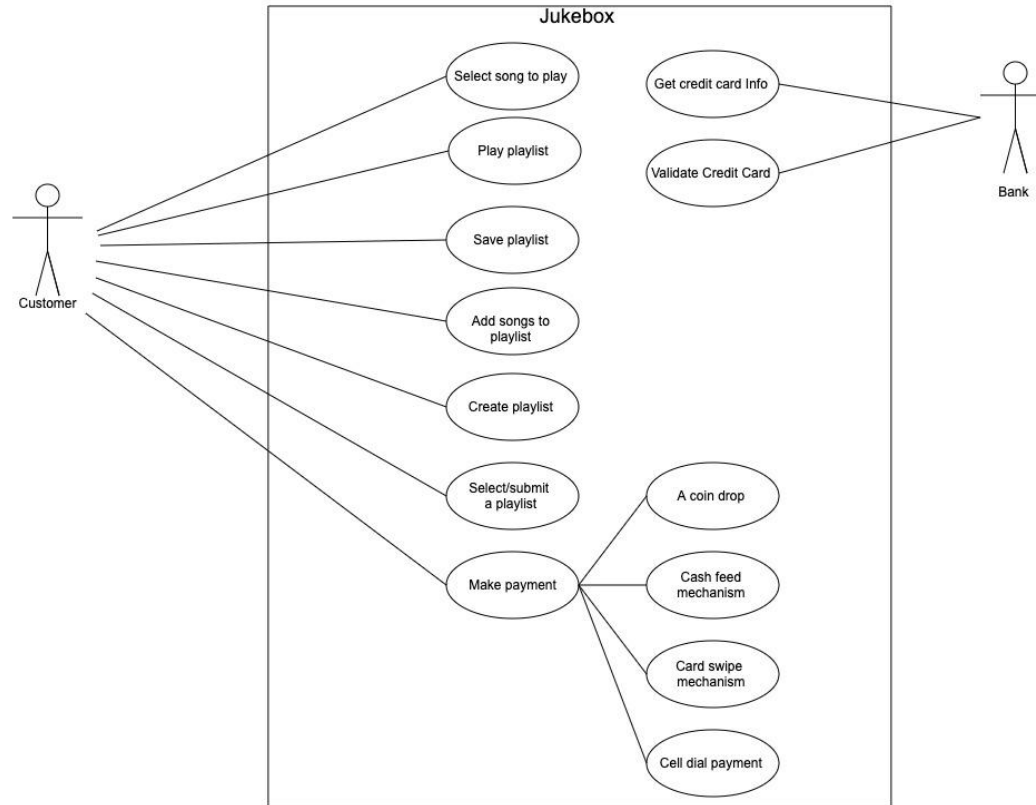 Jukebox
Select song to play
Get credit card Info
Play playlist
Validate Credit Card
Bank
Save playlist
Customer
Add songs to
playlist
Create playlist
Select/submit
a playlist
A coin drop
Make payment
Cash feed
mechanism
Card swipe
mechanism
Cell dial payment